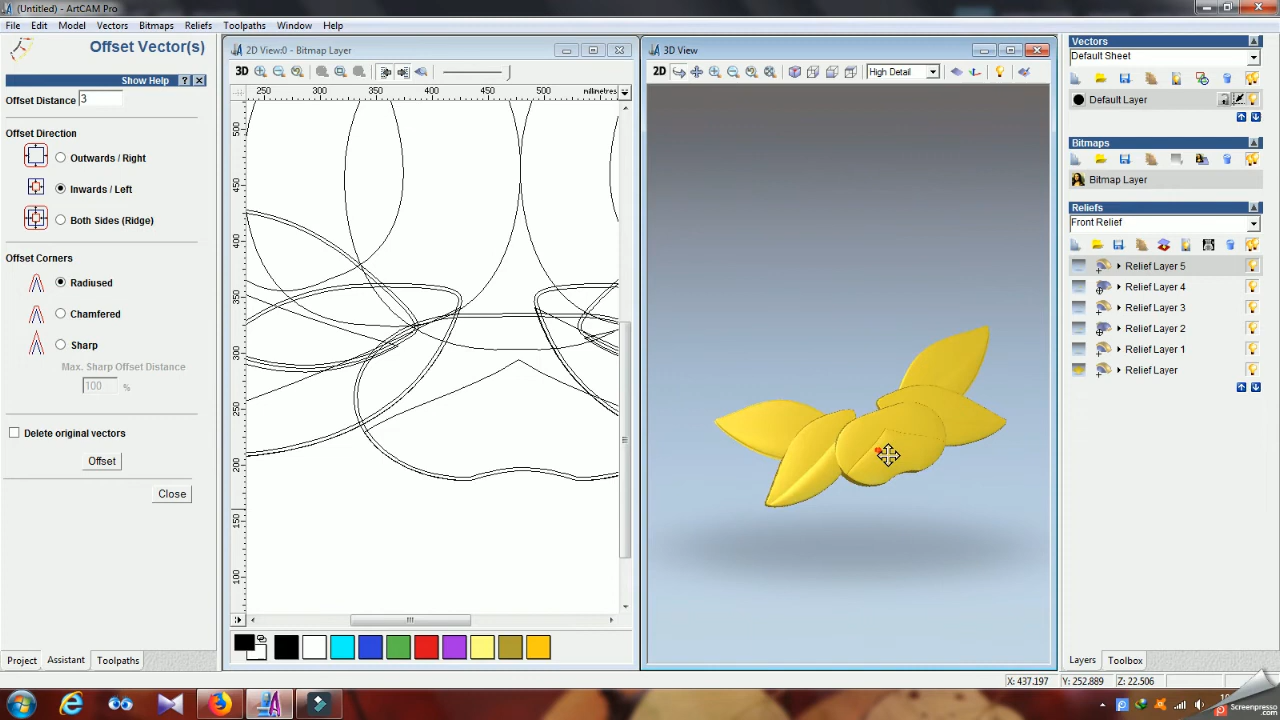 (Untitled) - ArtCAM Pro
File Edit Model Vectors Bitmaps Reliefs Toolpaths Window Help
Offset Vector(s)
Show Help ? 
Offset Distance 3
Offset Direction
Outwards / Right
Inwards / Left
Both Sides (Ridge)
Offset Corners
Radiused
Chamfered
Sharp
Max. Sharp Offset Distance
100 %
Delete original vectors
Offset
Close
Project Assistant Toolpaths
2D View:0 - Bitmap Layer
3D
250 300 350 400 450 500 millimetres
500
450
400
350
300
250
200
150
100
3D View
2D High Detail
Vectors
Default Sheet
Default Layer
Bitmaps
Bitmap Layer
Reliefs
Front Relief
Relief Layer 5
Relief Layer 4
Relief Layer 3
Relief Layer 2
Relief Layer 1
Relief Layer
Layers Toolbox
X: 437.197 Y: 252.889 Z: 22.506
Screenpresso
.com